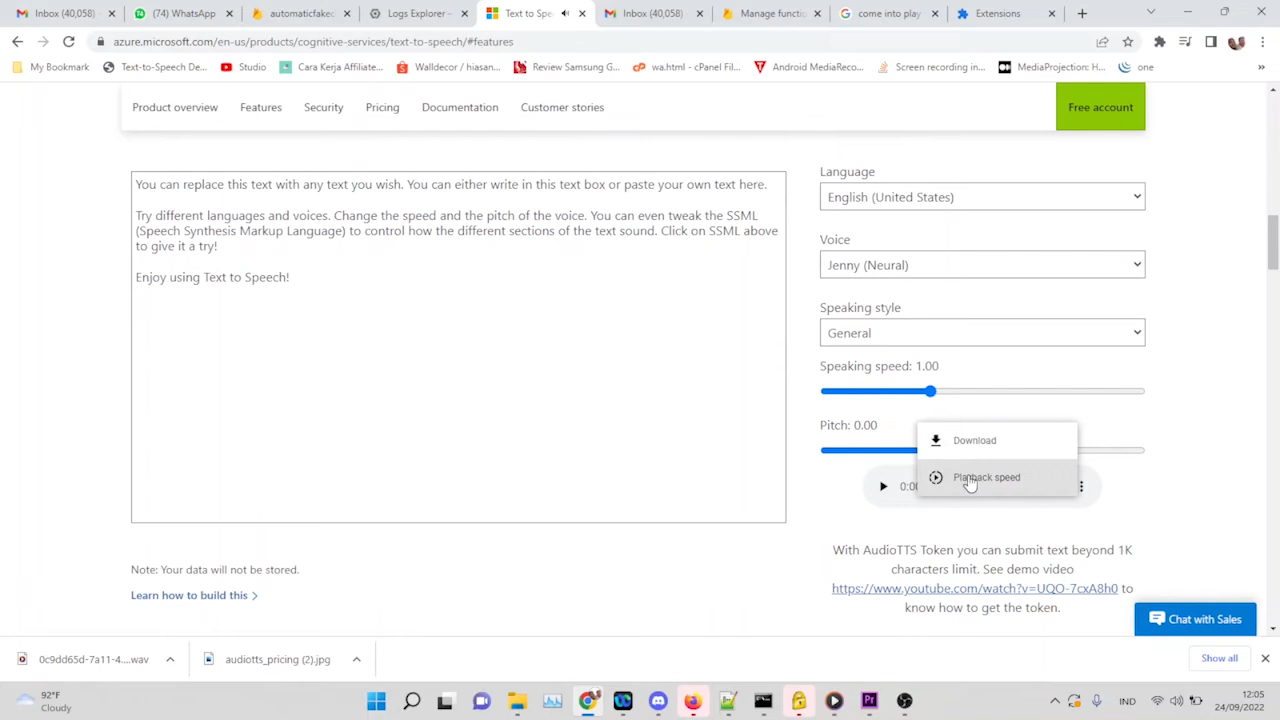 Inbox (40,058)
(74) WhatsApp
automaticfakec
Logs Explorer –
Text to Spe
Inbox (40,058)
Manage functio
come into play
Extensions
azure.microsoft.com/en-us/products/cognitive-services/text-to-speech/#features
My Bookmark
Text-to-Speech De...
Studio
Cara Kerja Affiliate...
Walldecor / hiasan...
Review Samsung G...
wa.html - cPanel Fil...
Android MediaReco...
Screen recording in...
MediaProjection: H...
one
Product overview
Features
Security
Pricing
Documentation
Customer stories
Free account
You can replace this text with any text you wish. You can either write in this text box or paste your own text here.
Try different languages and voices. Change the speed and the pitch of the voice. You can even tweak the SSML
(Speech Synthesis Markup Language) to control how the different sections of the text sound. Click on SSML above
to give it a try!
Enjoy using Text to Speech!
Language
English (United States)
Voice
Jenny (Neural)
Speaking style
General
Speaking speed: 1.00
Pitch: 0.00
Download
Playback speed
With AudioTTS Token you can submit text beyond 1K
characters limit. See demo video
https://www.youtube.com/watch?v=UQO-7cxA8h0 to
know how to get the token.
Note: Your data will not be stored.
Learn how to build this
Chat with Sales
0c9dd65d-7a11-4....wav
audiotts_pricing (2).jpg
Show all
92°F
Cloudy
IND
12:05
24/09/2022